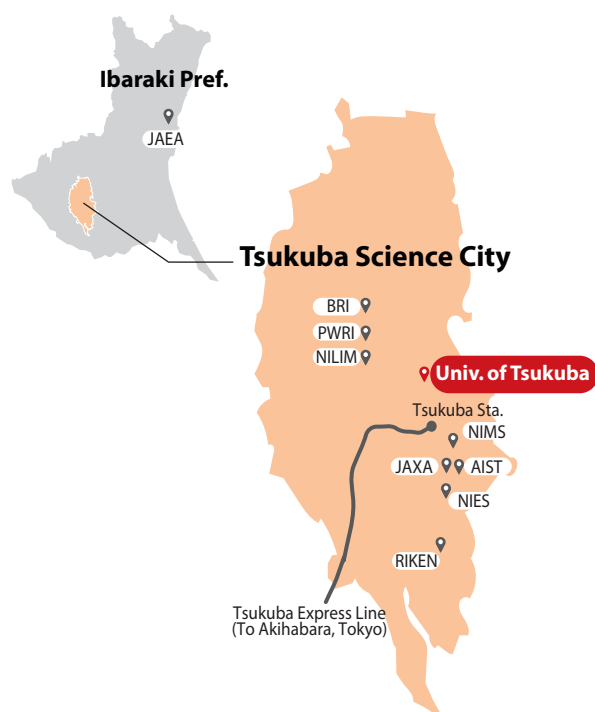 Ibaraki Pref.
JAEA
Tsukuba Science City
BRI
PWRI
NILIM
Univ. of Tsukuba
Tsukuba Sta.
NIMS
JAXA
AIST
NIES
RIKEN
Tsukuba Express Line
(To Akihabara, Tokyo)